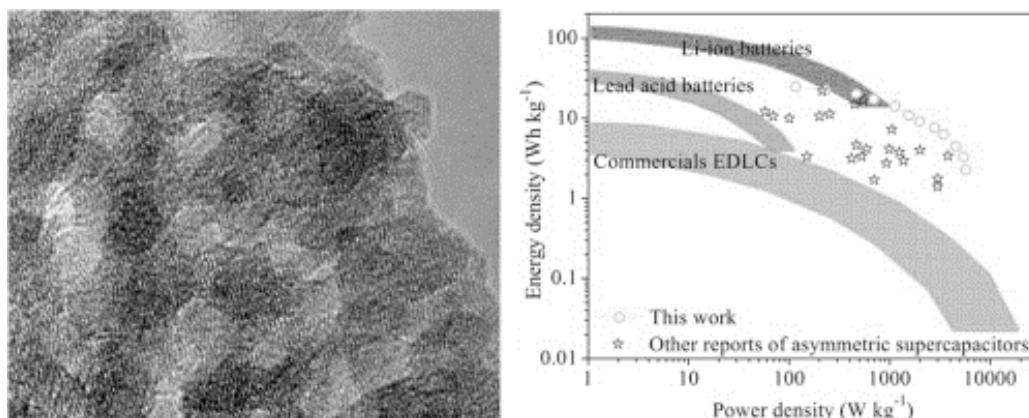 Energy density (Wh kg⁻¹)
100
10
1
0.1
0.01
Li-ion batteries
Lead acid batteries
Commercials EDLCs
This work
Other reports of asymmetric supercapacitors
1
10
100
1000
10000
Power density (W kg⁻¹)